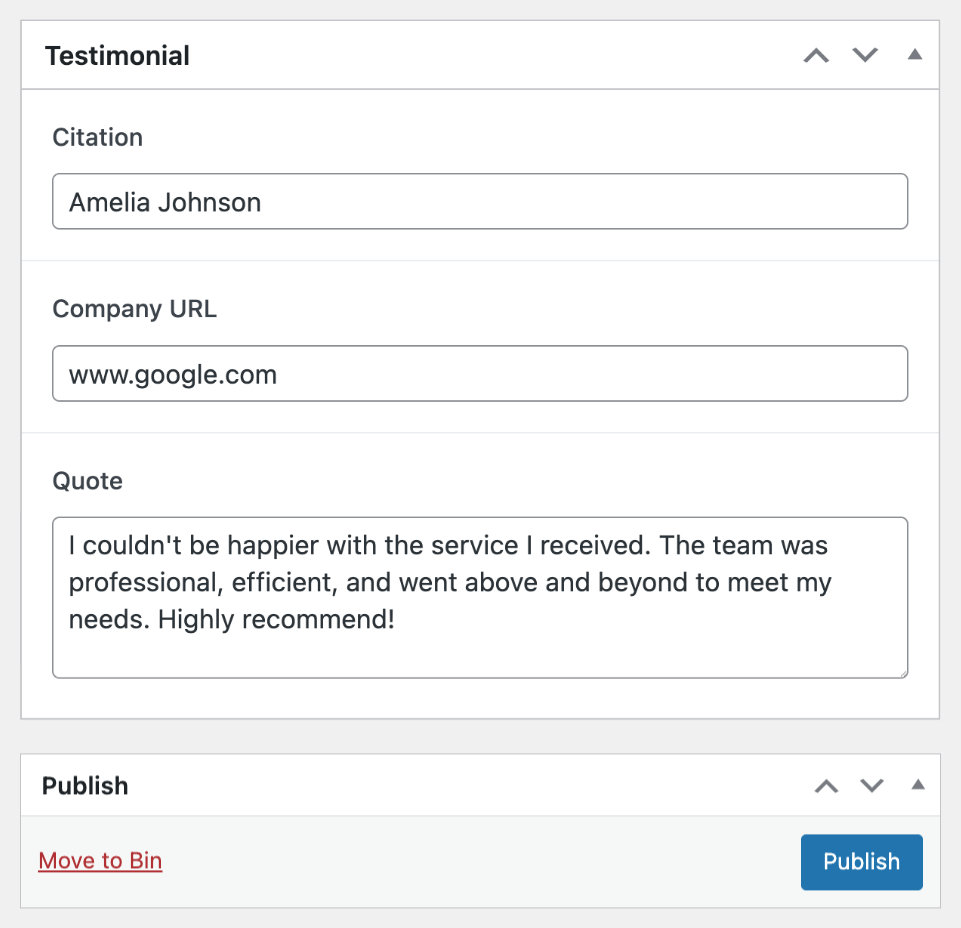 Testimonial
Citation
Amelia Johnson
Company URL
www.google.com
Quote
I couldn't be happier with the service I received. The team was
professional, efficient, and went above and beyond to meet my
needs. Highly recommend!
Publish
Move to Bin
Publish